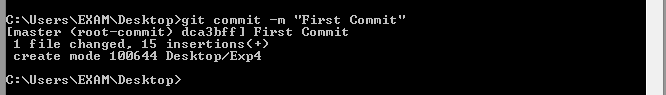 C:\Users\EXAM\Desktop>git commit -m "First Commit"
[master (root-commit) dca3bff] First Commit
 1 file changed, 15 insertions(+)
 create mode 100644 Desktop/Exp4
C:\Users\EXAM\Desktop>